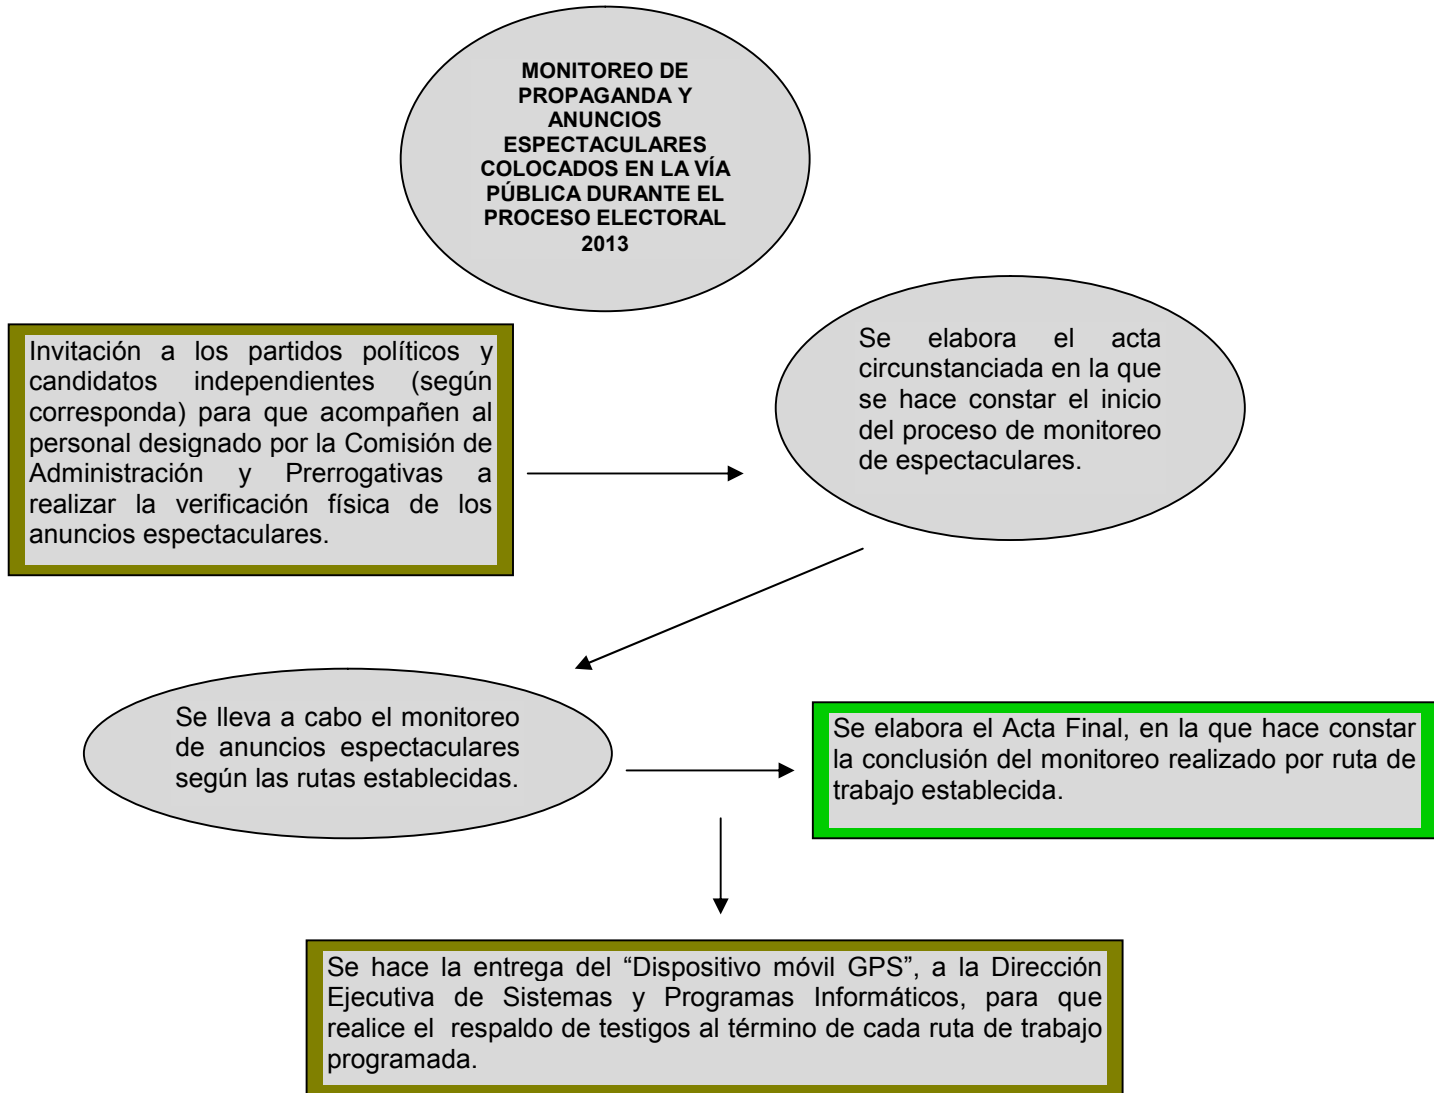 MONITOREO DE
PROPAGANDA Y
ANUNCIOS
ESPECTACULARES
COLOCADOS EN LA VÍA
PÚBLICA DURANTE EL
PROCESO ELECTORAL
2013
Invitación a los partidos políticos y
candidatos independientes (según
corresponda) para que acompañen al
personal designado por la Comisión de
Administración y Prerrogativas a
realizar la verificación física de los
anuncios espectaculares.
Se elabora el acta
circunstanciada en la que
se hace constar el inicio
del proceso de monitoreo
de espectaculares.
Se lleva a cabo el monitoreo
de anuncios espectaculares
según las rutas establecidas.
Se elabora el Acta Final, en la que hace constar
la conclusión del monitoreo realizado por ruta de
trabajo establecida.
Se hace la entrega del “Dispositivo móvil GPS”, a la Dirección
Ejecutiva de Sistemas y Programas Informáticos, para que
realice el respaldo de testigos al término de cada ruta de trabajo
programada.